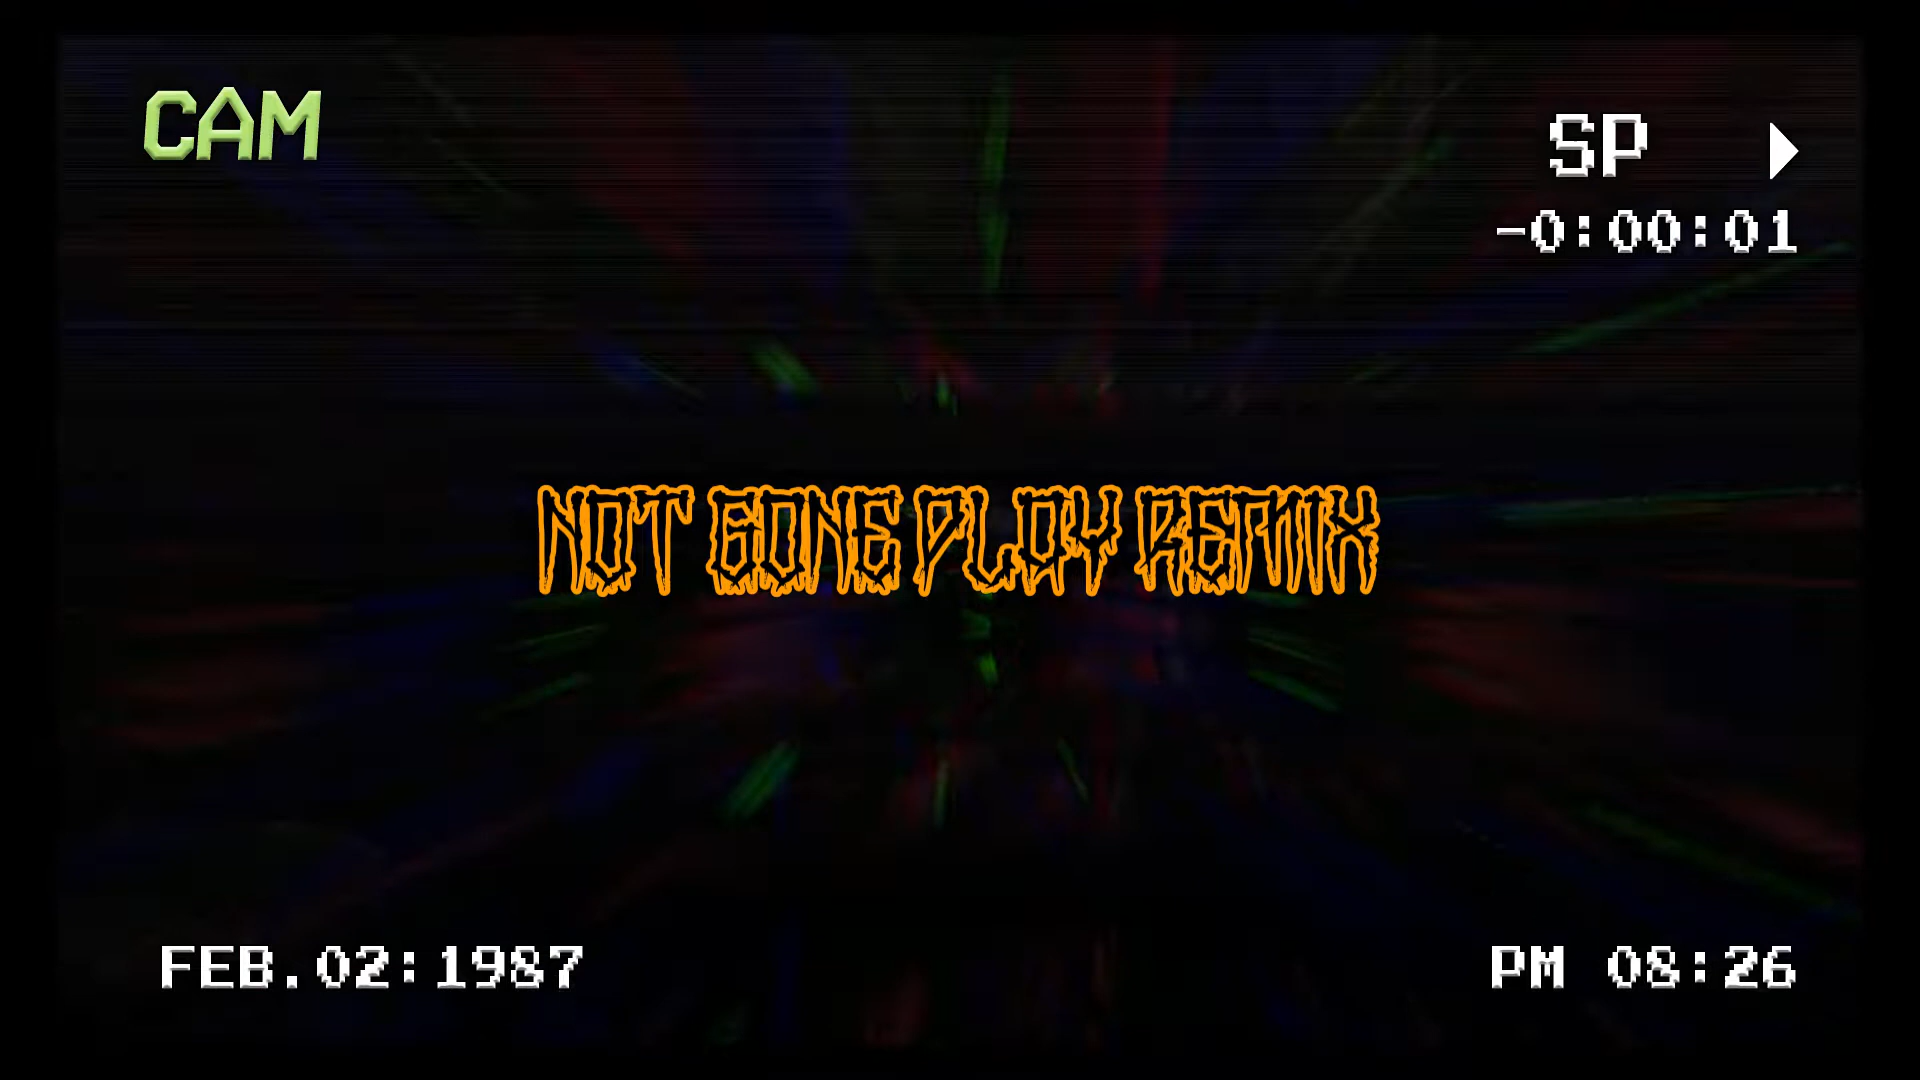 CAM
SP
-0:00:01
NOT GONE PLAY REMIX
FEB.02:1987
PM 08:26